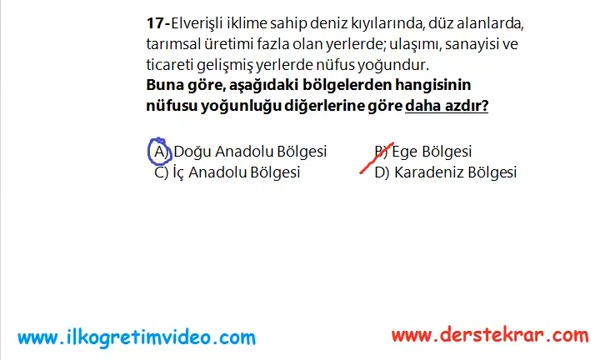 17-Elverişli iklime sahip deniz kıyılarında, düz alanlarda,
tarımsal üretimi fazla olan yerlerde; ulaşımı, sanayisi ve
ticareti gelişmiş yerlerde nüfus yoğundur.
Buna göre, aşağıdaki bölgelerden hangisinin
nüfusu yoğunluğu diğerlerine göre daha azdır?
A) Doğu Anadolu Bölgesi B) Ege Bölgesi
C) İç Anadolu Bölgesi D) Karadeniz Bölgesi
www.ilkogretimvideo.com www.derstekrar.com